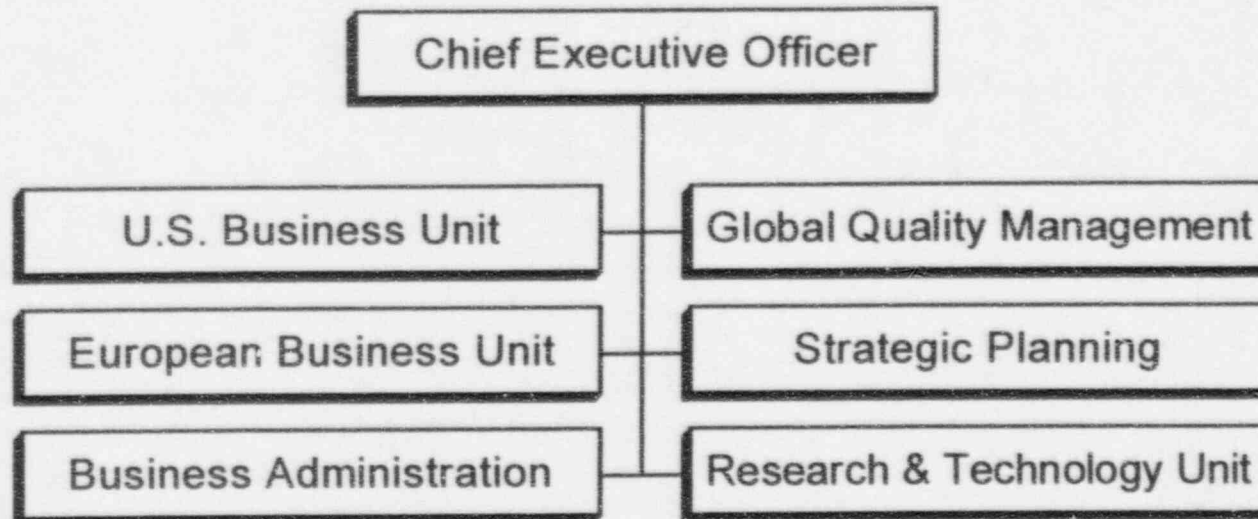 Chief Executive Officer
U.S. Business Unit
Global Quality Management
European Business Unit
Strategic Planning
Business Administration
Research & Technology Unit